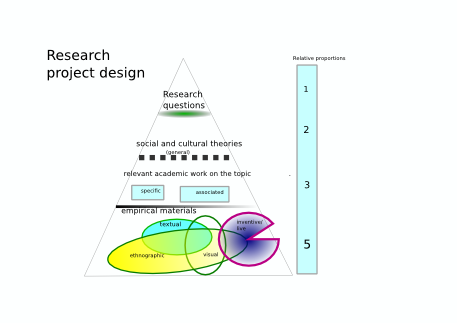 Research
project design
Relative proportions
Research
questions
social and cultural theories
(general)
relevant academic work on the topic
specific
associated
empirical materials
textual
ethnographic
visual
inventive/
live
1
2
3
5